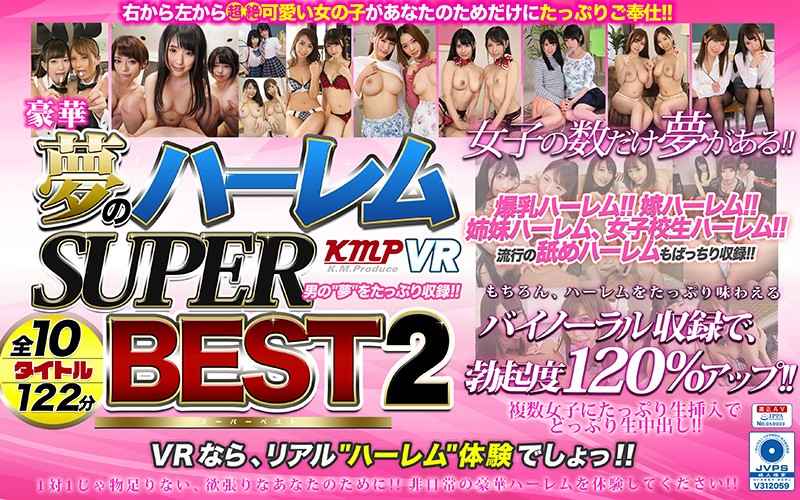 右から左から超絶可愛い女の子があなたのためだけにたっぷりご奉仕!!
豪華
夢のハーレム
SUPER
KMP VR
K.M.Produce
男の"夢"をたっぷり収録!!
全10
タイトル
122分
BEST2
スーパーベスト
女子の数だけ夢がある!!
爆乳ハーレム!! 嫁ハーレム!!
姉妹ハーレム、女子校生ハーレム!!
流行の舐めハーレムもばっちり収録!!
もちろん、ハーレムをたっぷり味わえる
バイノーラル収録で、
勃起度120%アップ!!
複数女子にたっぷり生挿入で
どっぷり生中出し!!
適正AV
IPPA
JVPS
V312059
VRなら、リアル"ハーレム"体験でしょっ!!
1対1じゃ物足りない、欲張りなあなたのために!! 非日常の豪華ハーレムを体験してください!!